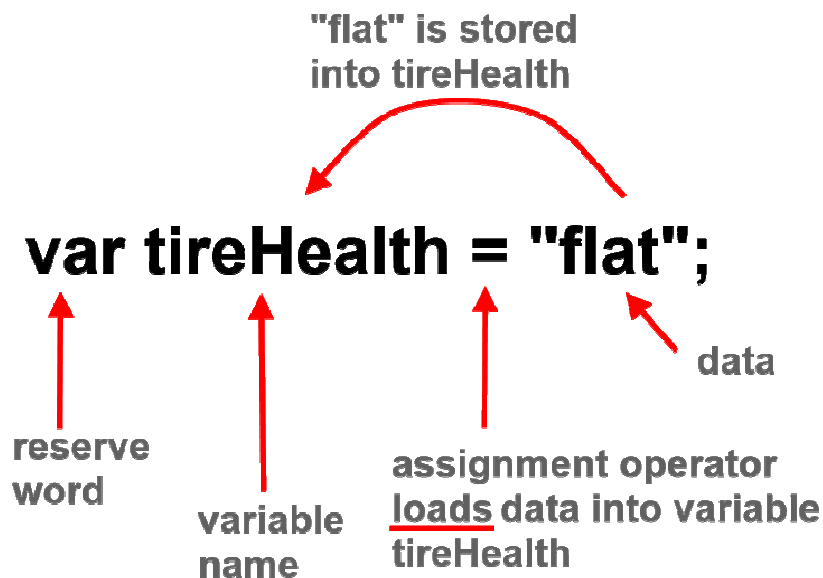 "flat" is stored
into tireHealth
var tireHealth = "flat";
data
reserve
word
variable
name
assignment operator
loads data into variable
tireHealth